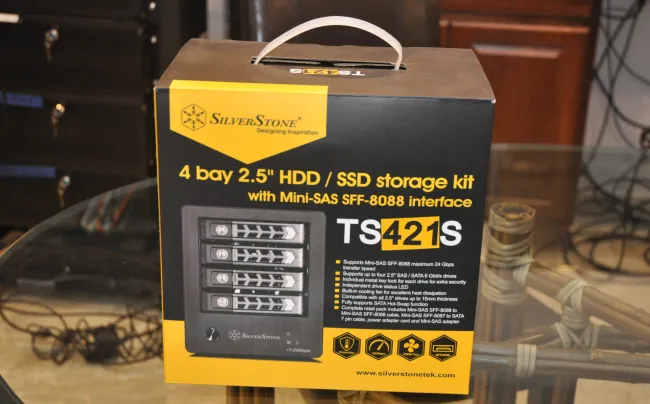 TS421S
SILVERSTONE®
Designing Inspiration
4 bay 2.5" HDD / SSD storage kit
with Mini-SAS SFF-8088 interface
TS421S
Supports Mini-SAS SFF-8088 maximum 24 Gbps
transfer speed
Supports up to four 2.5" SAS / SATA 6 Gbit/s drives
Individual metal key lock for each drive for extra security
Independent drive status LED
Built-in cooling fan for excellent heat dissipation
Compatible with all 2.5" drives up to 15mm thickness
Fully supports SATA Hot-Swap function
Complete retail pack includes Mini-SAS SFF-8088 to
Mini-SAS SFF-8088 cable, Mini-SAS SFF-8087 to SATA
7 pin cable, power adapter card and Mini-SAS adapter
SILVERSTONE
www.silverstonetek.com